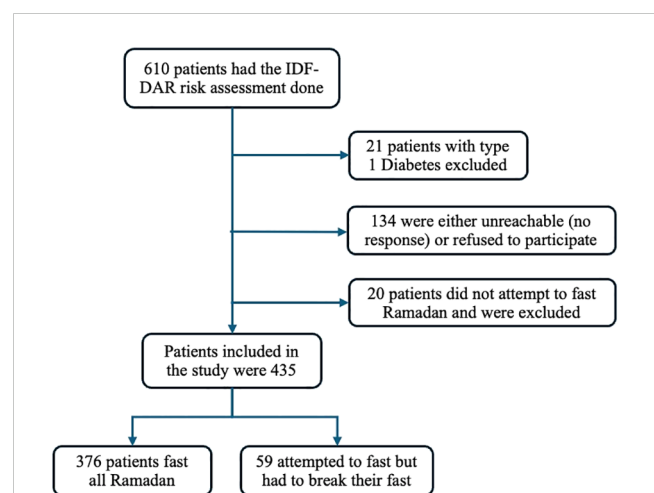 610 patients had the IDF-
DAR risk assessment done
21 patients with type
1 Diabetes excluded
134 were either unreachable (no
response) or refused to participate
20 patients did not attempt to fast
Ramadan and were excluded
Patients included in
the study were 435
376 patients fast
all Ramadan
59 attempted to fast but
had to break their fast